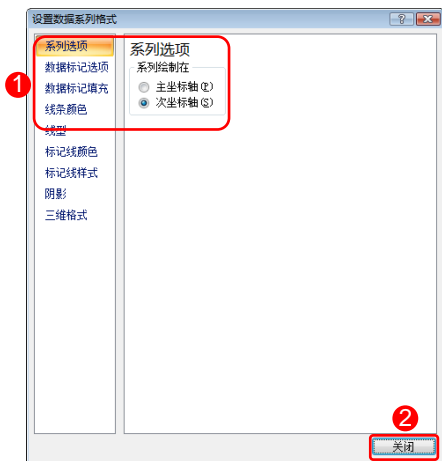 设置数据系列格式
系列选项
数据标记选项
数据标记填充
线条颜色
线型
标记线颜色
标记线样式
阴影
三维格式
系列选项
系列绘制在
主坐标轴(P)
次坐标轴(S)
1
2
关闭